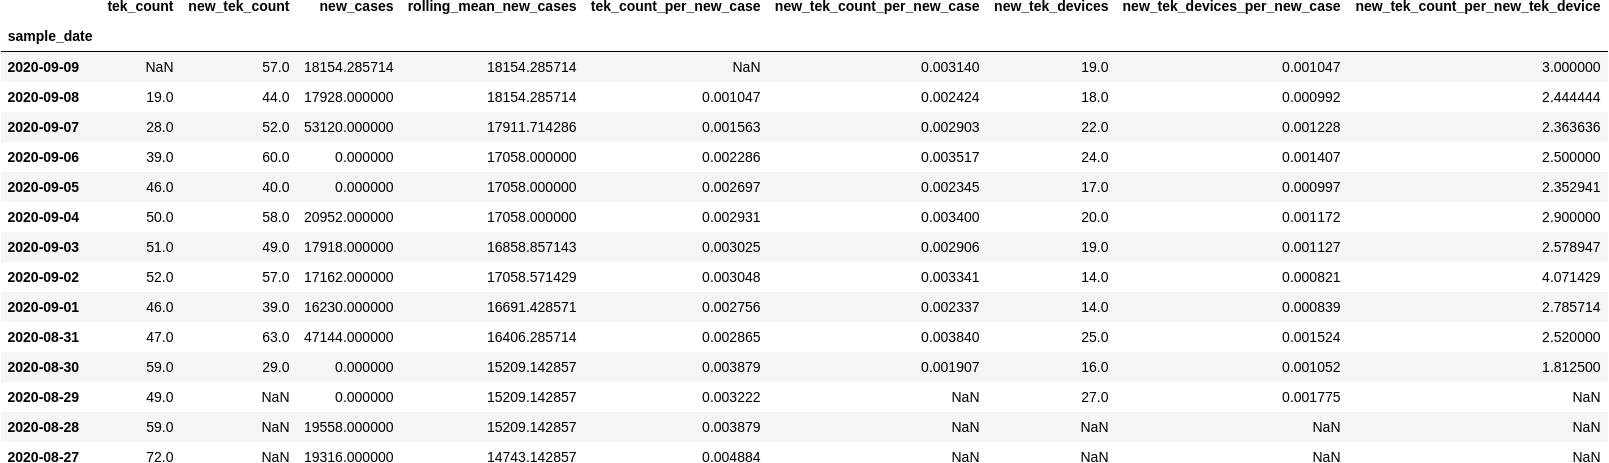 tek_count new_tek_count new_cases rolling_mean_new_cases tek_count_per_new_case new_tek_count_per_new_case new_tek_devices new_tek_devices_per_new_case new_tek_count_per_new_tek_device
sample_date
2020-09-09 NaN 57.0 18154.285714 18154.285714 NaN 0.003140 19.0 0.001047 3.000000
2020-09-08 19.0 44.0 17928.000000 18154.285714 0.001047 0.002424 18.0 0.000992 2.444444
2020-09-07 28.0 52.0 53120.000000 17911.714286 0.001563 0.002903 22.0 0.001228 2.363636
2020-09-06 39.0 60.0 0.000000 17058.000000 0.002286 0.003517 24.0 0.001407 2.500000
2020-09-05 46.0 40.0 0.000000 17058.000000 0.002697 0.002345 17.0 0.000997 2.352941
2020-09-04 50.0 58.0 20952.000000 17058.000000 0.002931 0.003400 20.0 0.001172 2.900000
2020-09-03 51.0 49.0 17918.000000 16858.857143 0.003025 0.002906 19.0 0.001127 2.578947
2020-09-02 52.0 57.0 17162.000000 17058.571429 0.003048 0.003341 14.0 0.000821 4.071429
2020-09-01 46.0 39.0 16230.000000 16691.428571 0.002756 0.002337 14.0 0.000839 2.785714
2020-08-31 47.0 63.0 47144.000000 16406.285714 0.002865 0.003840 25.0 0.001524 2.520000
2020-08-30 59.0 29.0 0.000000 15209.142857 0.003879 0.001907 16.0 0.001052 1.812500
2020-08-29 49.0 NaN 0.000000 15209.142857 0.003222 NaN 27.0 0.001775 NaN
2020-08-28 59.0 NaN 19558.000000 15209.142857 0.003879 NaN NaN NaN NaN
2020-08-27 72.0 NaN 19316.000000 14743.142857 0.004884 NaN NaN NaN NaN